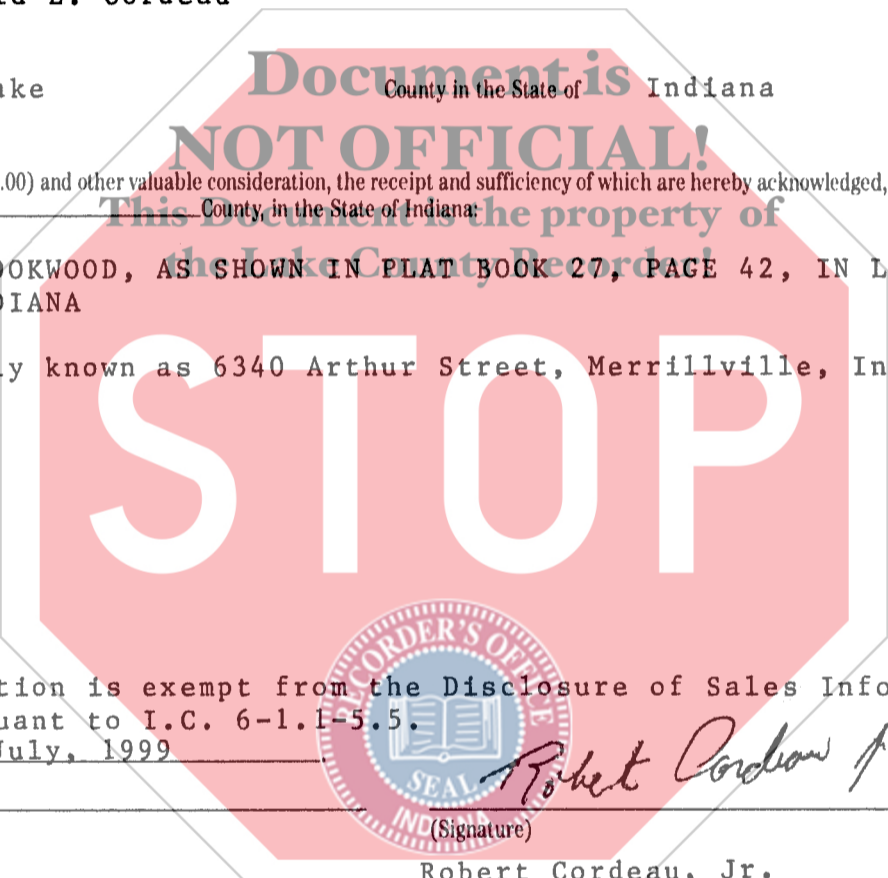 Document is
ake County in the State of Indiana
NOT OFFICIAL!
.00) and other valuable consideration, the receipt and sufficiency of which are hereby acknowledged,
County, in the State of Indiana:
This Document is the property of
the Lake County Recorder!
OKWOOD, AS SHOWN IN PLAT BOOK 27, PAGE 42, IN L
DIANA
ly known as 6340 Arthur Street, Merrillville, In
STOP
RECORDER'S OFFICE
tion is exempt from the Disclosure of Sales Info
uant to I.C. 6-1.1-5.5.
July, 1999
SEAL
INDIANA
Robert Cordeau Jr
(Signature)
Robert Cordeau, Jr.